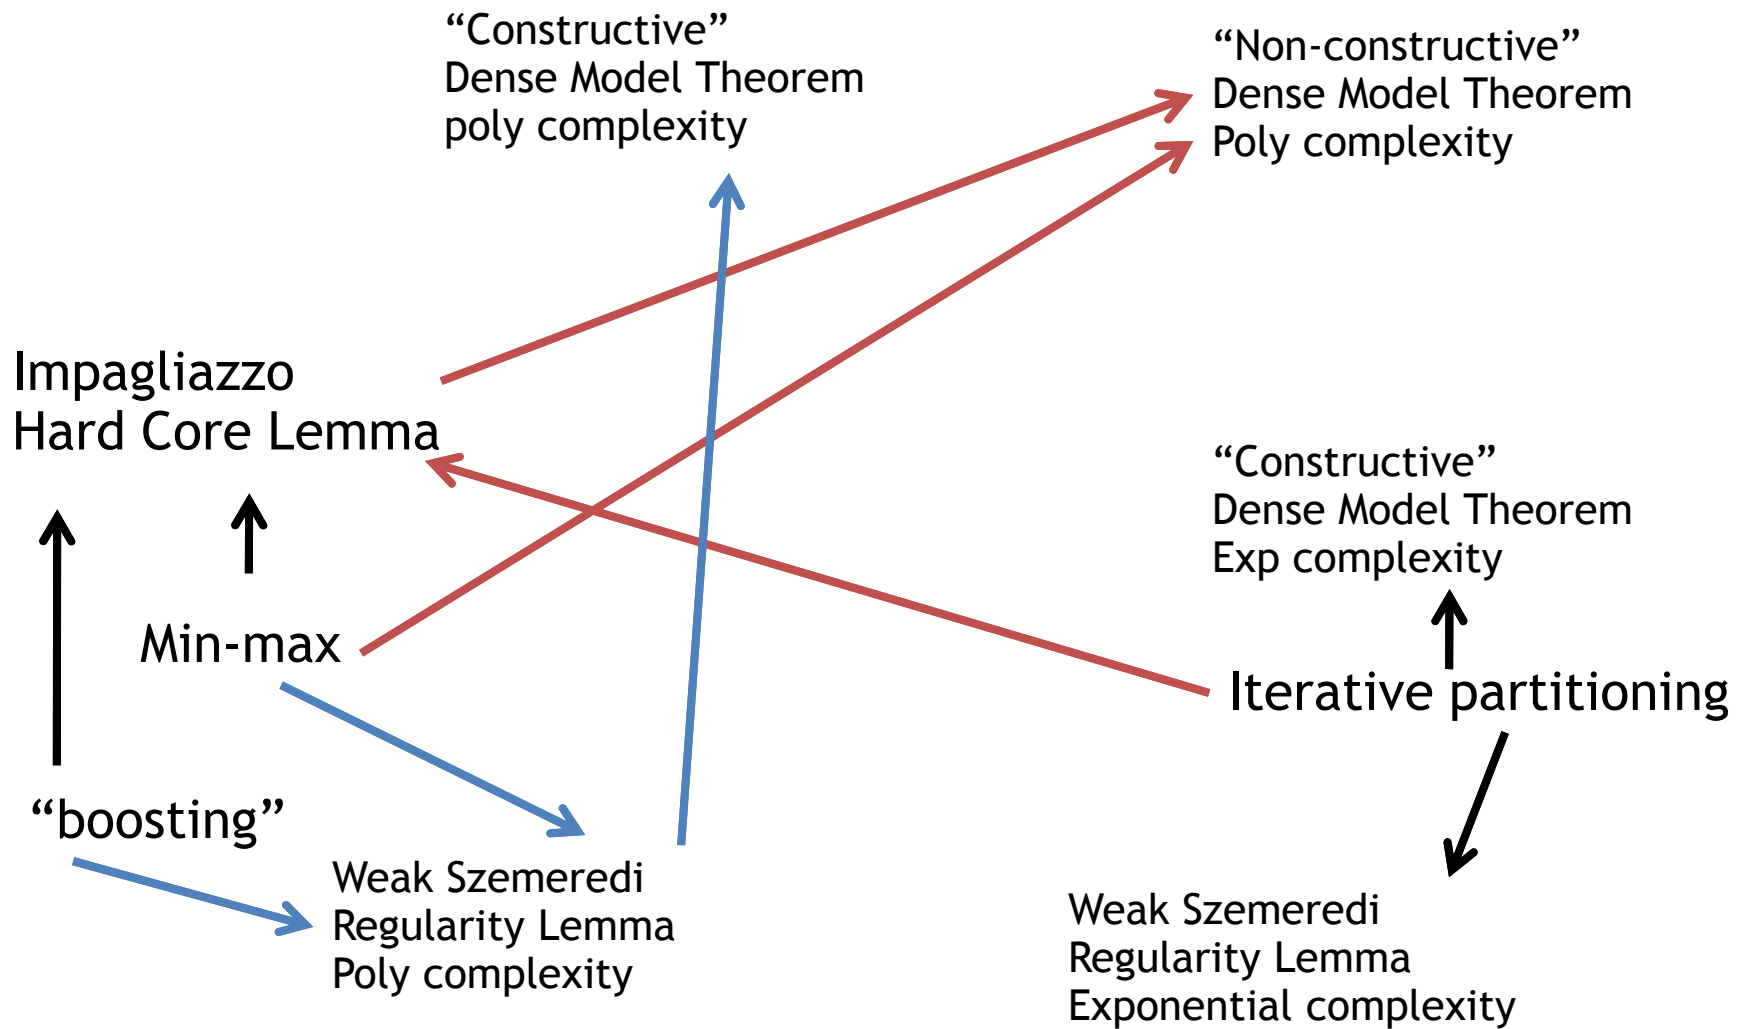 “Constructive”
Dense Model Theorem
poly complexity
“Non-constructive”
Dense Model Theorem
Poly complexity
Impagliazzo
Hard Core Lemma
“Constructive”
Dense Model Theorem
Exp complexity
Min-max
Iterative partitioning
“boosting”
Weak Szemeredi
Regularity Lemma
Poly complexity
Weak Szemeredi
Regularity Lemma
Exponential complexity